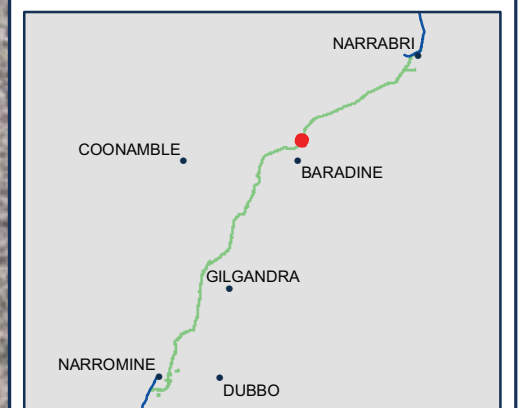 NARRABRI
COONAMBLE
BARADINE
GILGANDRA
NARROMINE
DUBBO